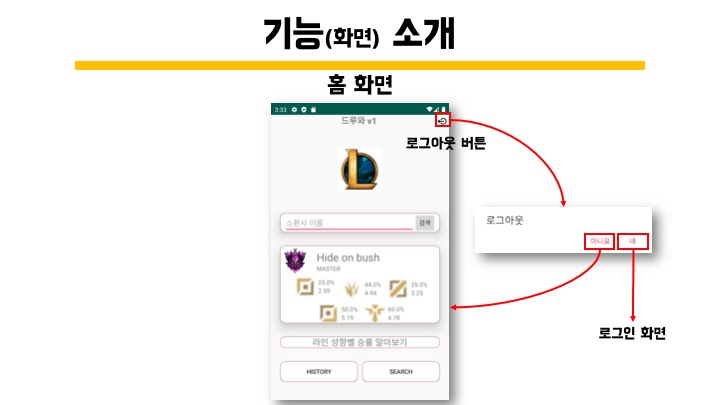 기능(화면) 소개
홈 화면
3:33
드루와 v1
로그아웃 버튼
소환사 이름
검색
로그아웃
아니요 네
Hide on bush
MASTER
25.0% 44.0% 35.0%
2.59 4.94 3.25
50.0% 69.0%
5.19 4.78
로그인 화면
라인 성향별 승률 알아보기
HISTORY SEARCH